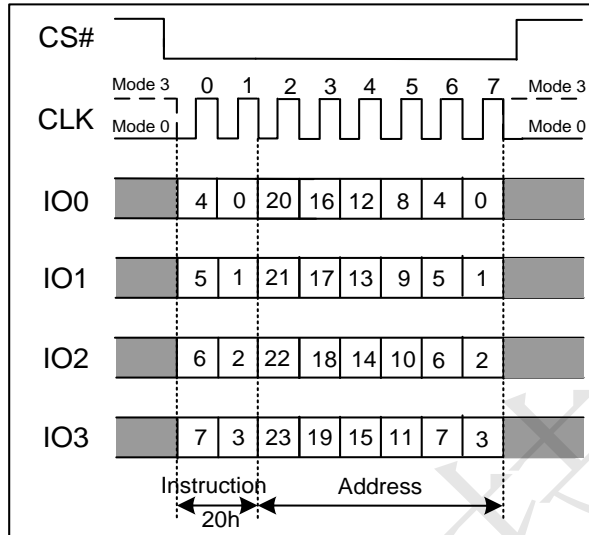 CS#
Mode 3 0 1 2 3 4 5 6 7 Mode 3
CLK
Mode 0 Mode 0
IO0 4 0 20 16 12 8 4 0
IO1 5 1 21 17 13 9 5 1
IO2 6 2 22 18 14 10 6 2
IO3 7 3 23 19 15 11 7 3
Instruction Address
20h